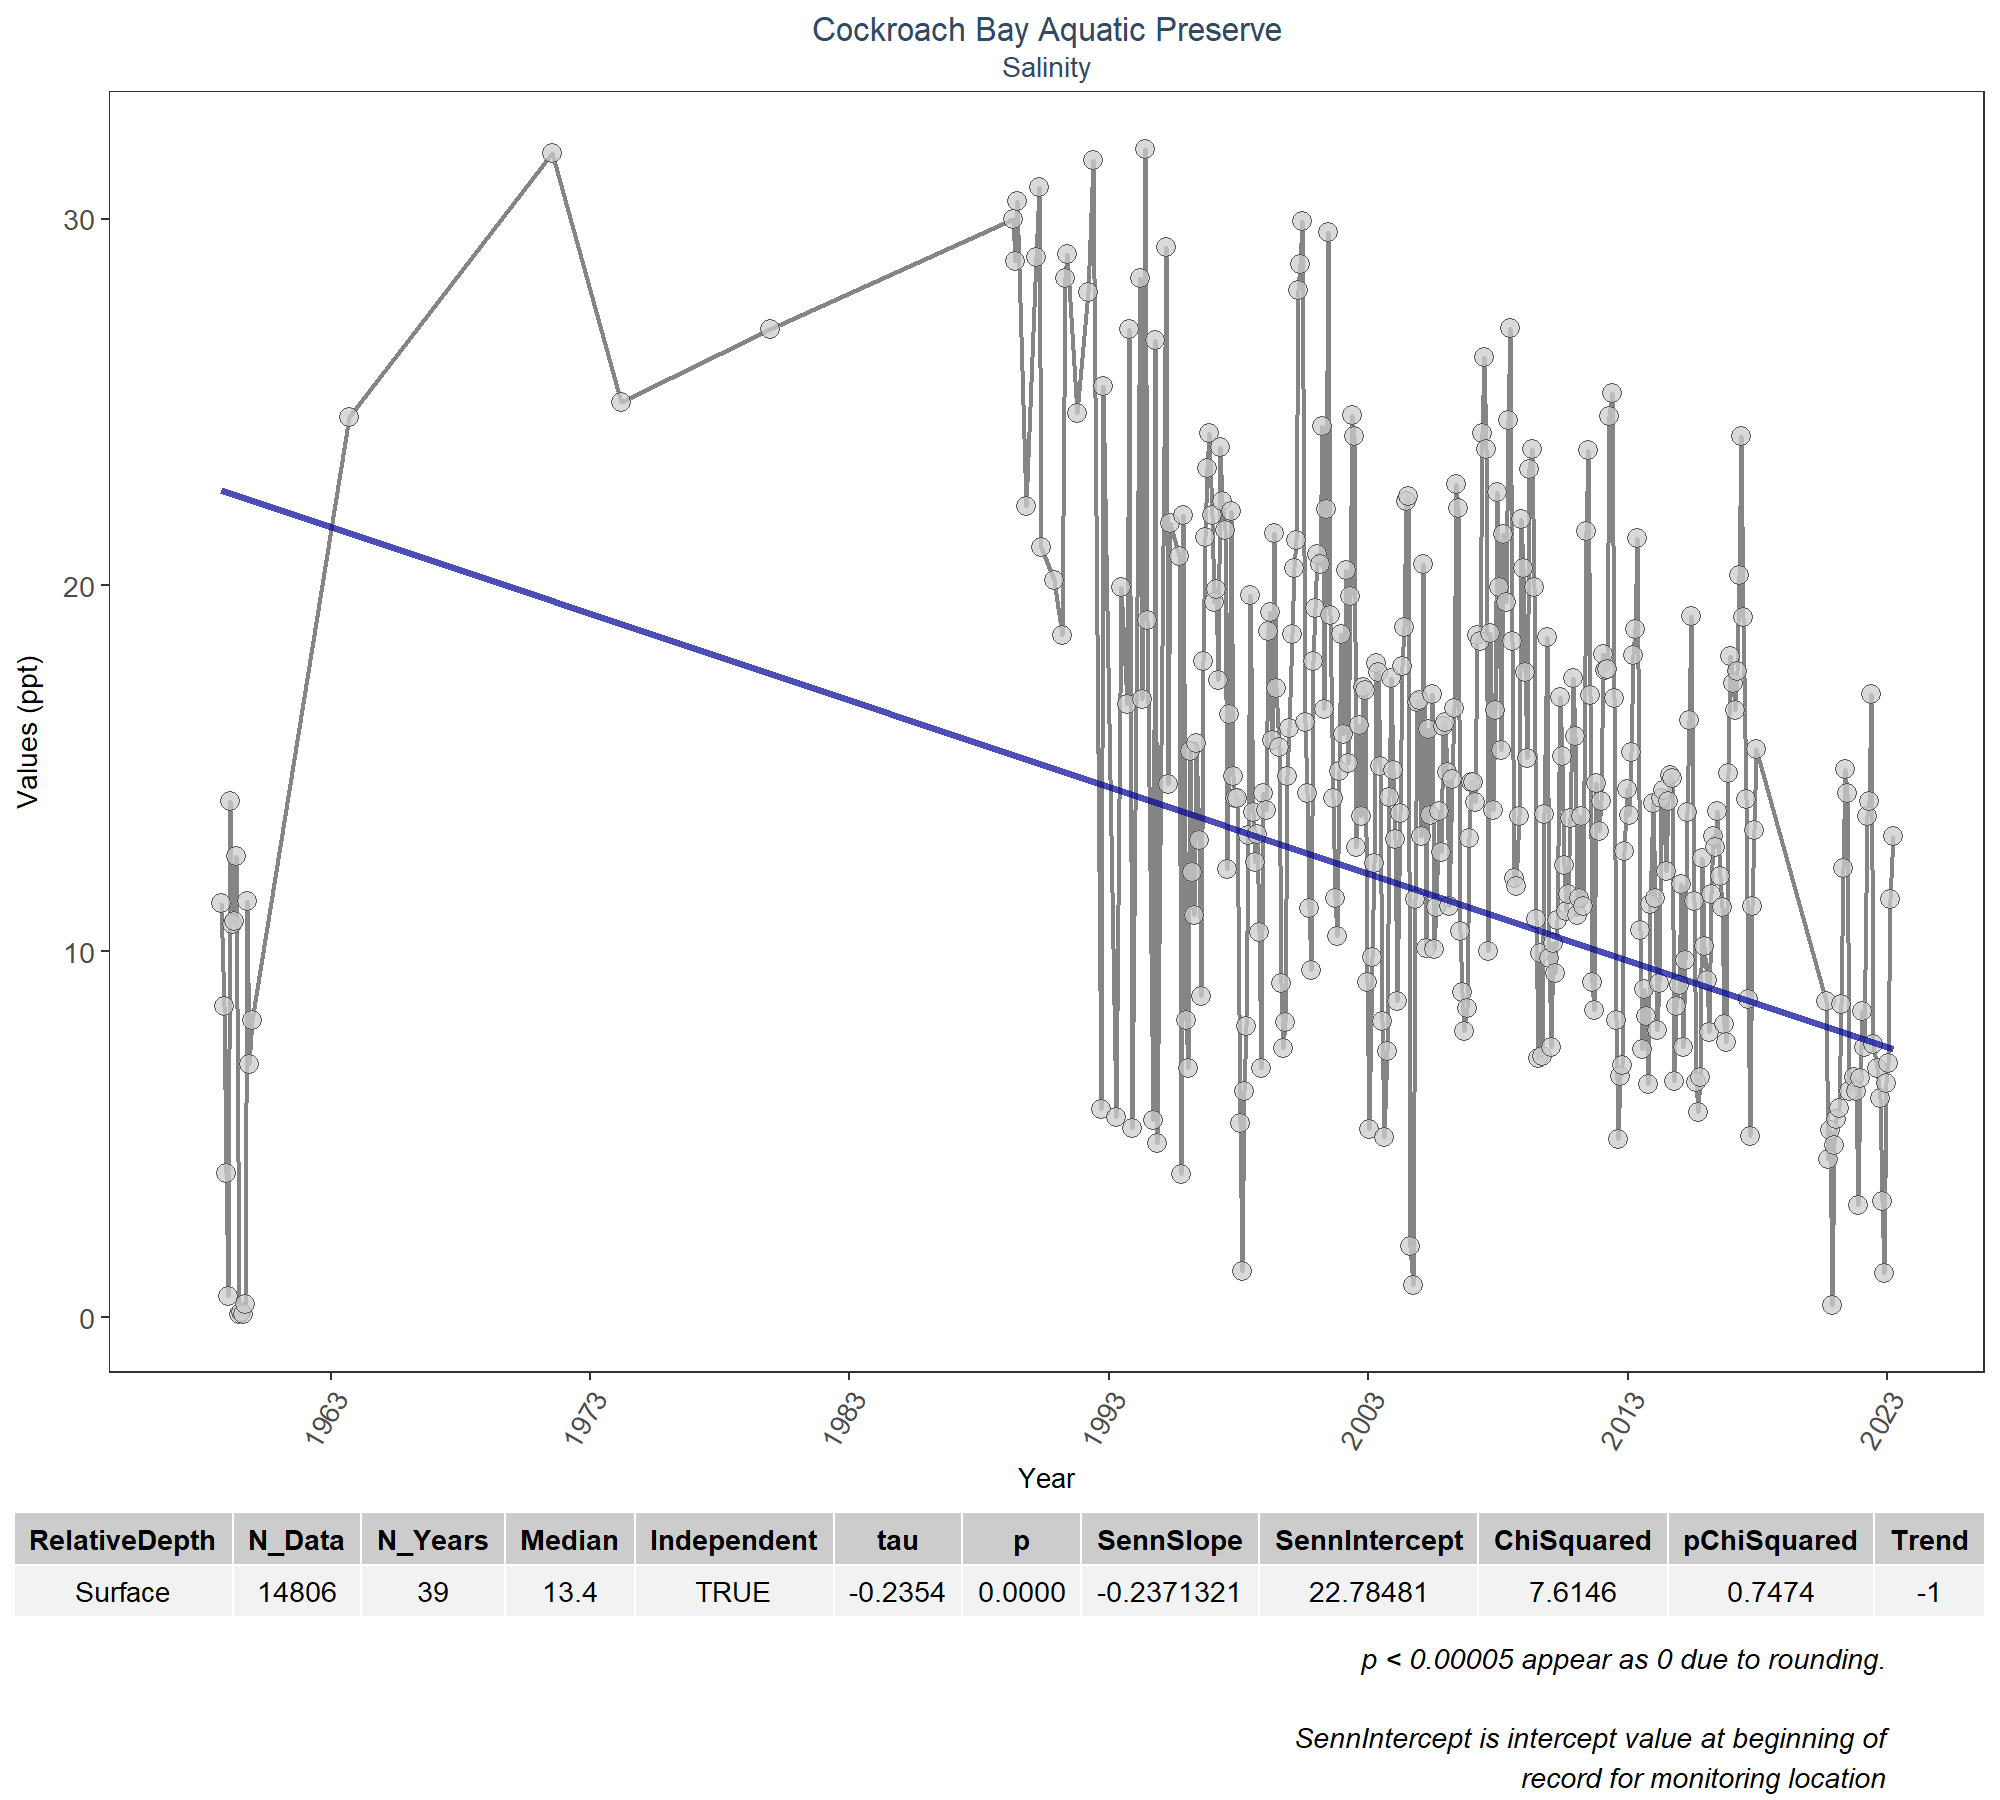 Cockroach Bay Aquatic Preserve
Salinity
30
20
10
0
Values (ppt)
1963
1973
1983
1993
2003
2013
2023
Year
RelativeDepth N_Data N_Years Median Independent tau p SennSlope SennIntercept ChiSquared pChiSquared Trend
Surface 14806 39 13.4 TRUE -0.2354 0.0000 -0.2371321 22.78481 7.6146 0.7474 -1
p < 0.00005 appear as 0 due to rounding.
SennIntercept is intercept value at beginning of
record for monitoring location